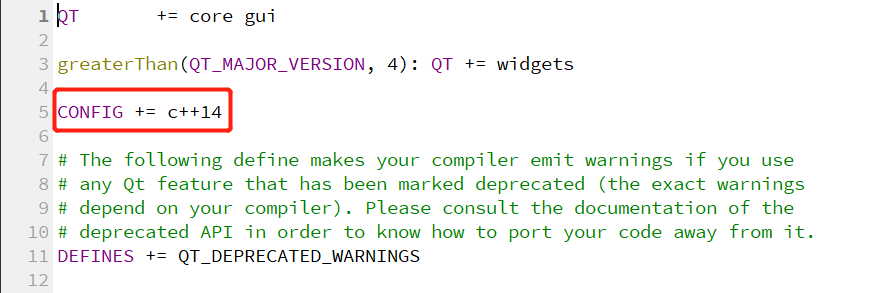 1 QT       += core gui
2
3 greaterThan(QT_MAJOR_VERSION, 4): QT += widgets
4
5 CONFIG += c++14
6
7 # The following define makes your compiler emit warnings if you use
8 # any Qt feature that has been marked deprecated (the exact warnings
9 # depend on your compiler). Please consult the documentation of the
10 # deprecated API in order to know how to port your code away from it.
11 DEFINES += QT_DEPRECATED_WARNINGS
12